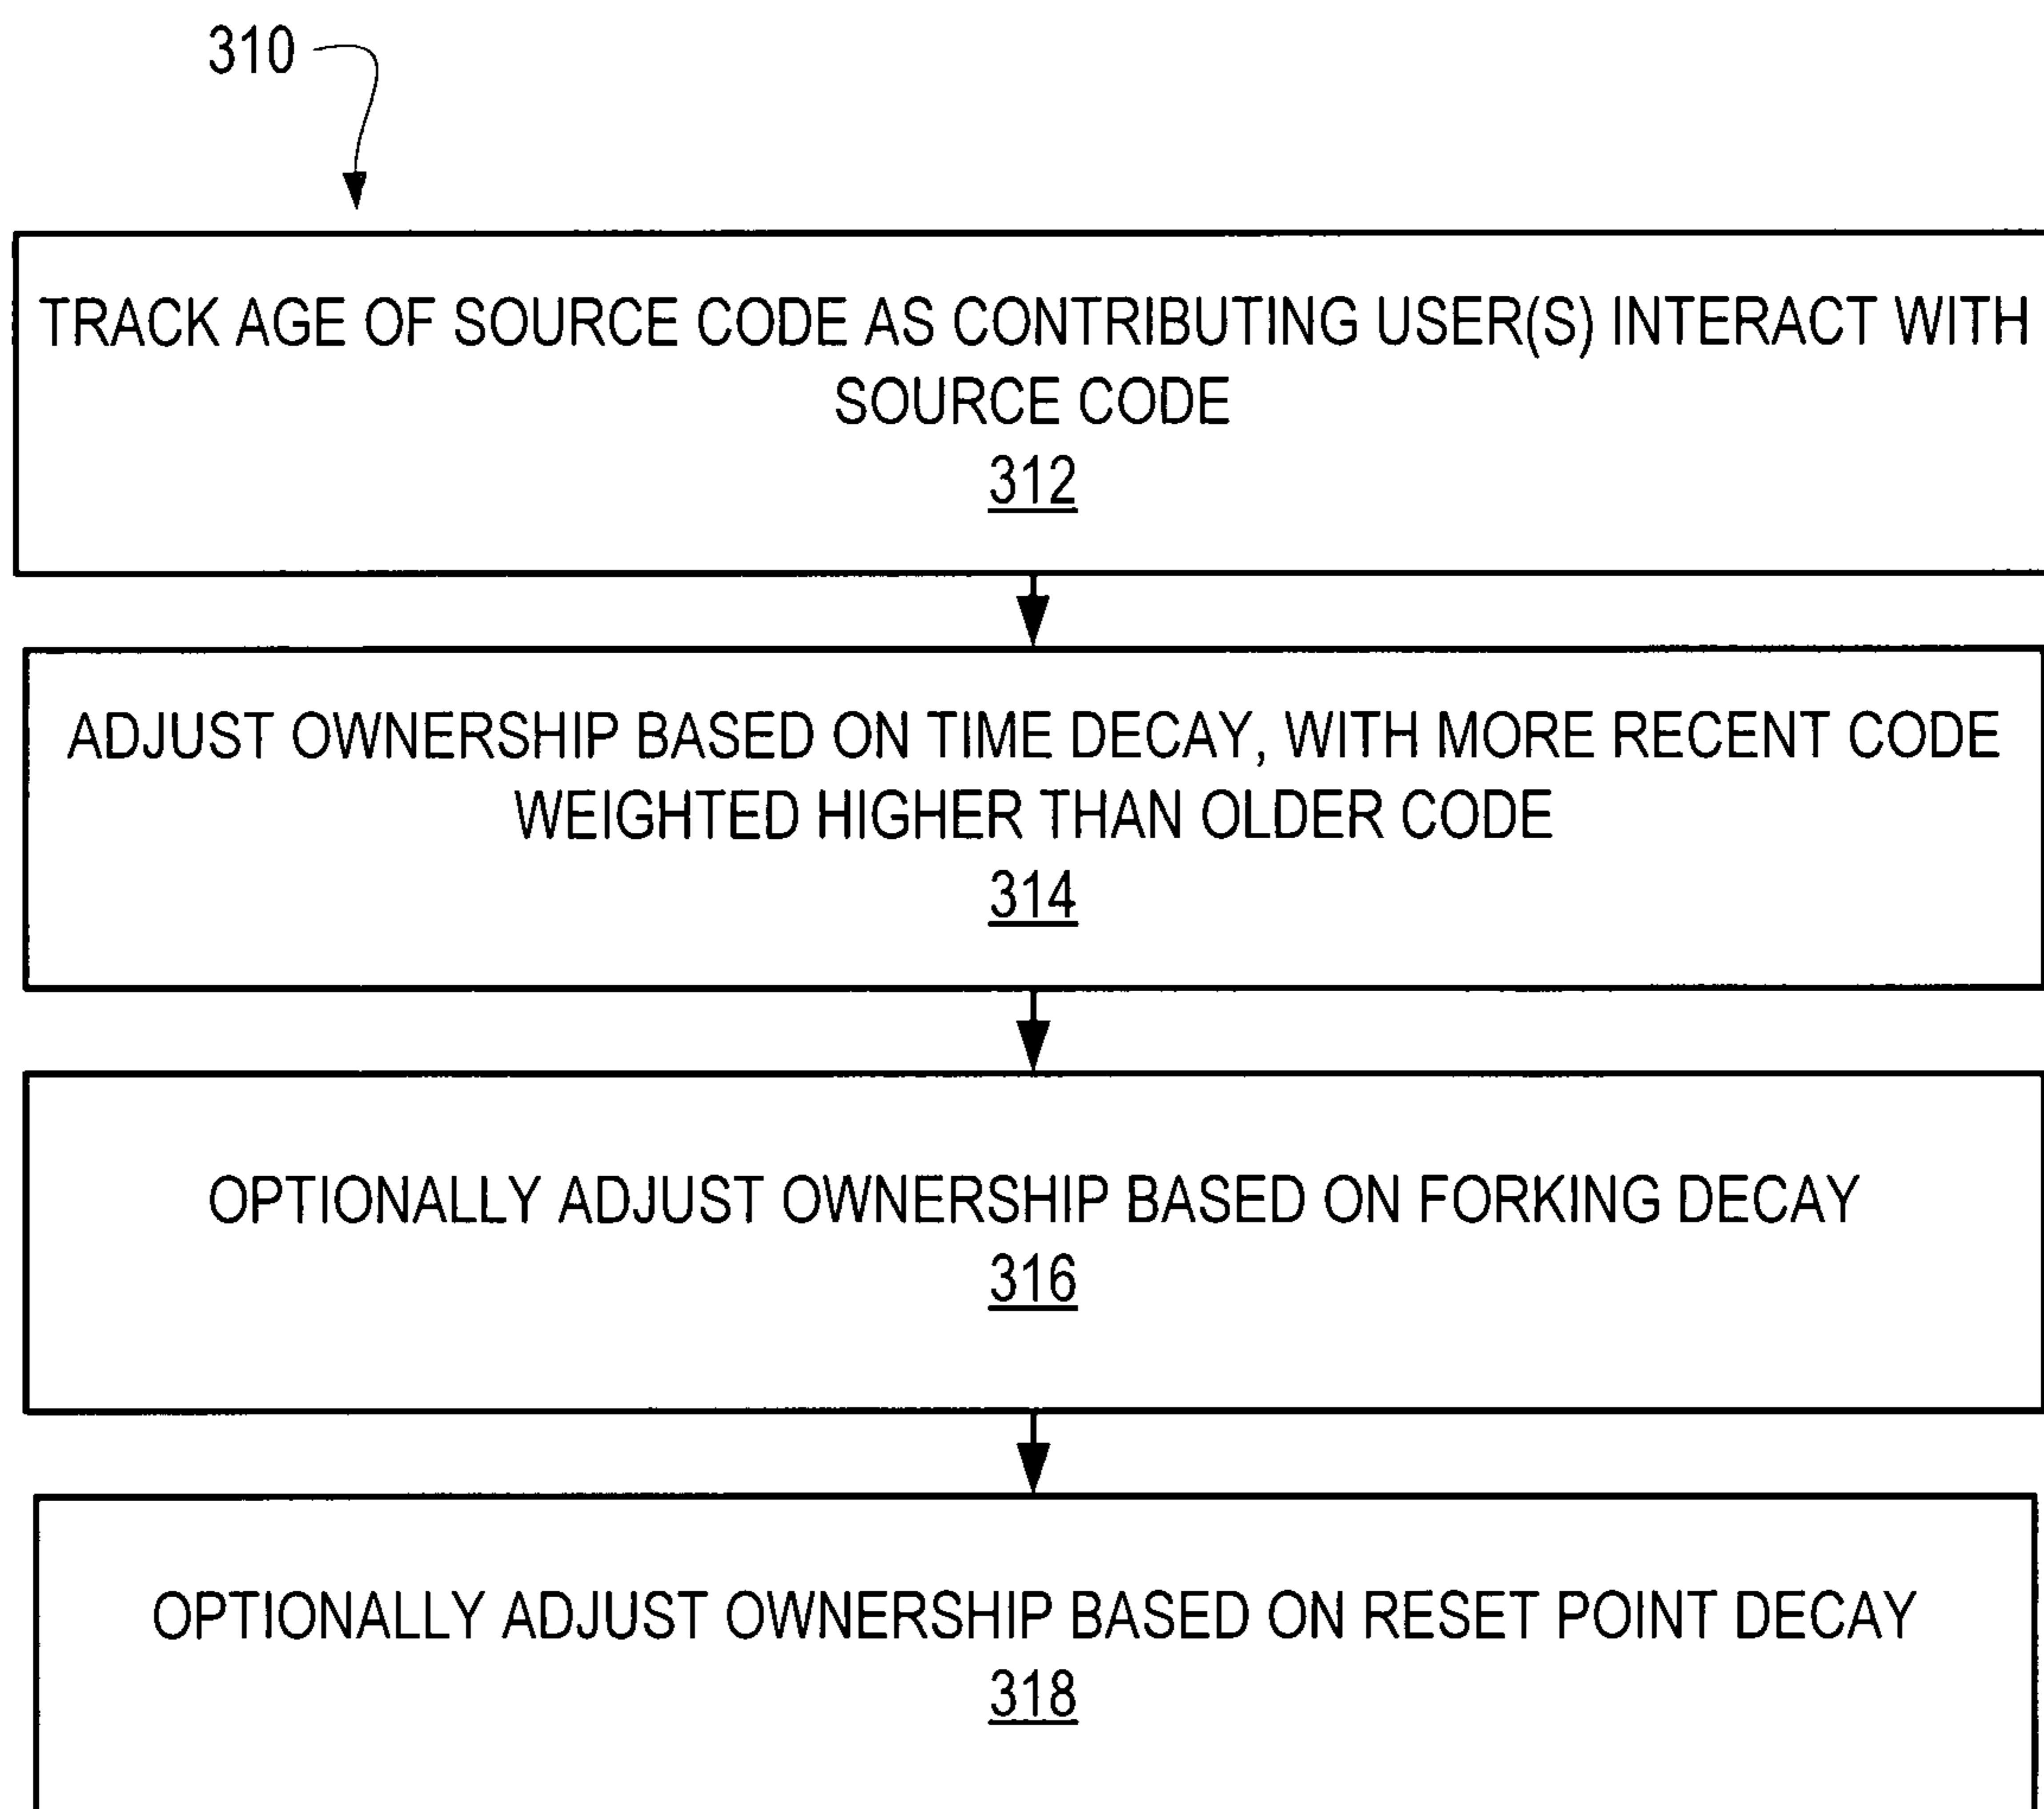 310
TRACK AGE OF SOURCE CODE AS CONTRIBUTING USER(S) INTERACT WITH
SOURCE CODE
312
ADJUST OWNERSHIP BASED ON TIME DECAY, WITH MORE RECENT CODE
WEIGHTED HIGHER THAN OLDER CODE
314
OPTIONALLY ADJUST OWNERSHIP BASED ON FORKING DECAY
316
OPTIONALLY ADJUST OWNERSHIP BASED ON RESET POINT DECAY
318